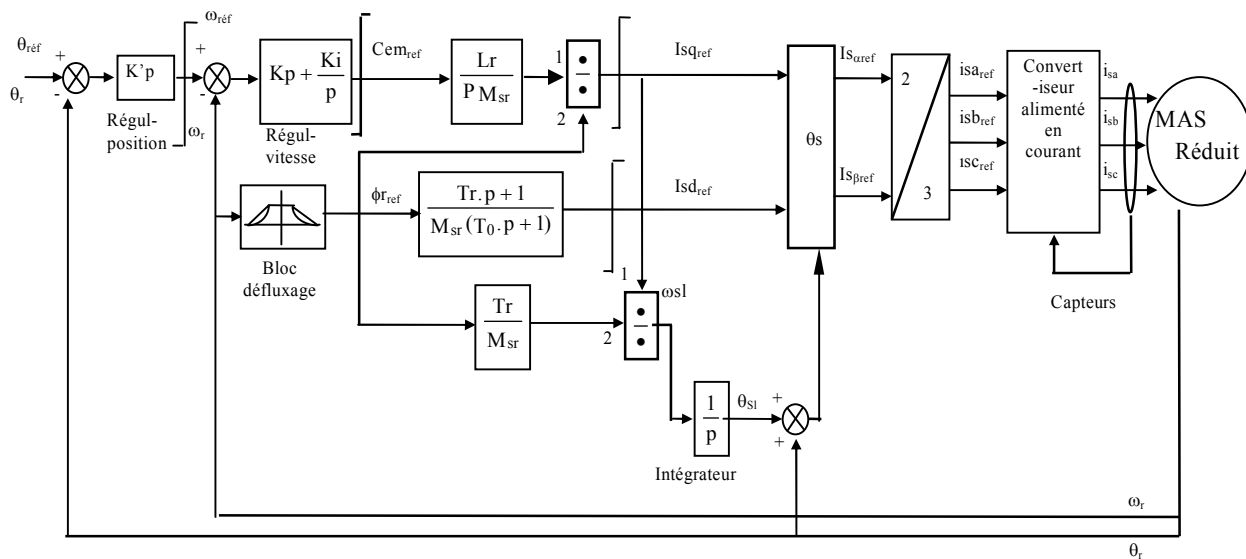 θréf
+
θr
-
K'p
Régul-
position
ωréf
+
-
ωr
Kp + Ki/p
Régul-
vitesse
Cemref
Lr
P Msr
1
2
Isqref
θs
Isαref
Isβref
2
3
isaref
isbref
iscref
Convert
-iseur
alimenté
en
courant
isa
isb
isc
MAS
Réduit
Capteurs
Bloc
défluxage
ϕrref
Tr.p+1
Msr(T0.p+1)
Isdref
Tr
Msr
1
2
ωsl
1
p
Intégrateur
θSl
+
+
ωr
θr